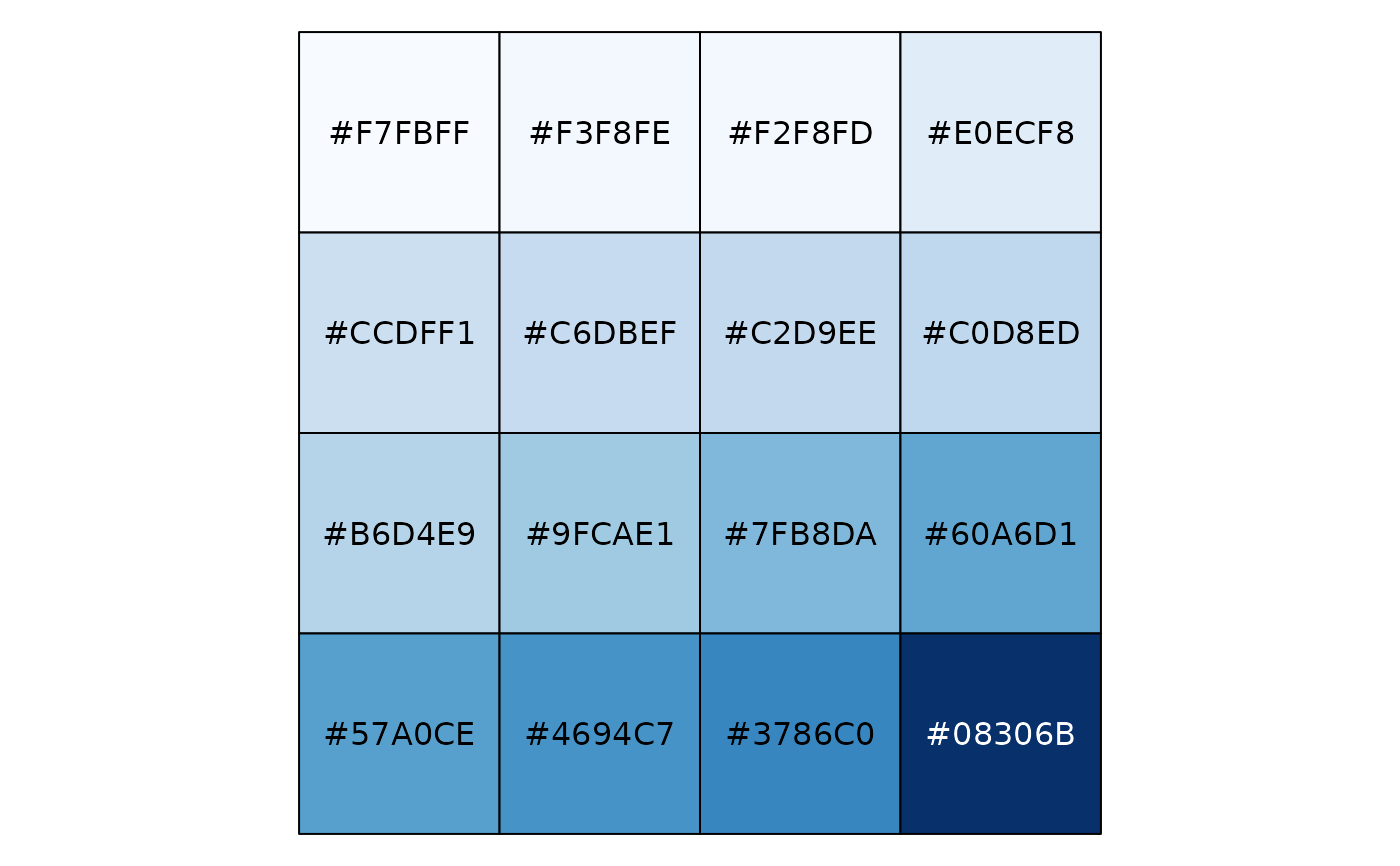 #F7FBFF #F3F8FE #F2F8FD #E0ECF8
#CCDFF1 #C6DBEF #C2D9EE #C0D8ED
#B6D4E9 #9FCAE1 #7FB8DA #60A6D1
#57A0CE #4694C7 #3786C0 #08306B